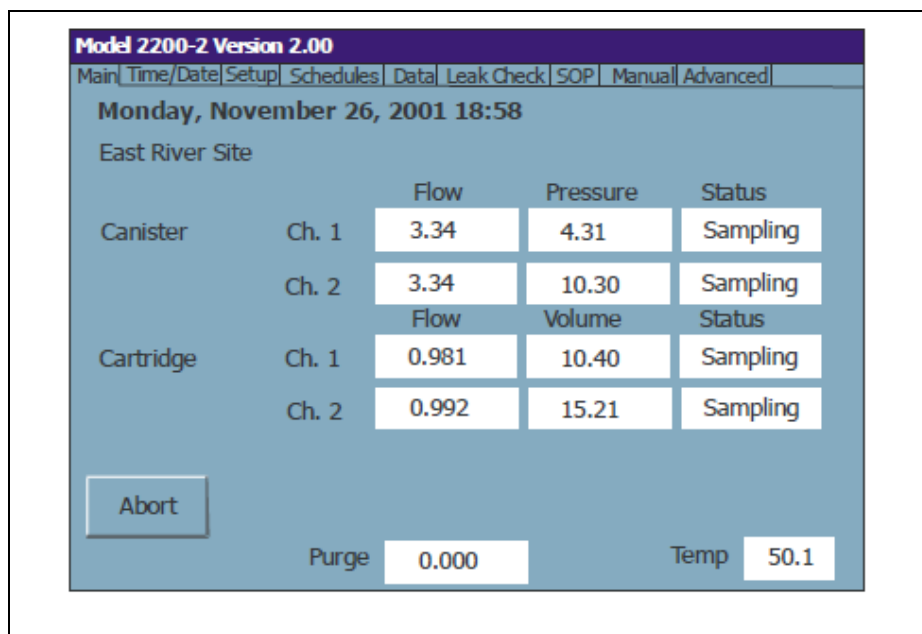 Model 2200-2 Version 2.00
Main Time/Date Setup Schedules Data Leak Check SOP Manual Advanced
Monday, November 26, 2001 18:58
East River Site
Flow Pressure Status
Canister Ch. 1 3.34 4.31 Sampling
Ch. 2 3.34 10.30 Sampling
Flow Volume Status
Cartridge Ch. 1 0.981 10.40 Sampling
Ch. 2 0.992 15.21 Sampling
Abort
Purge 0.000 Temp 50.1